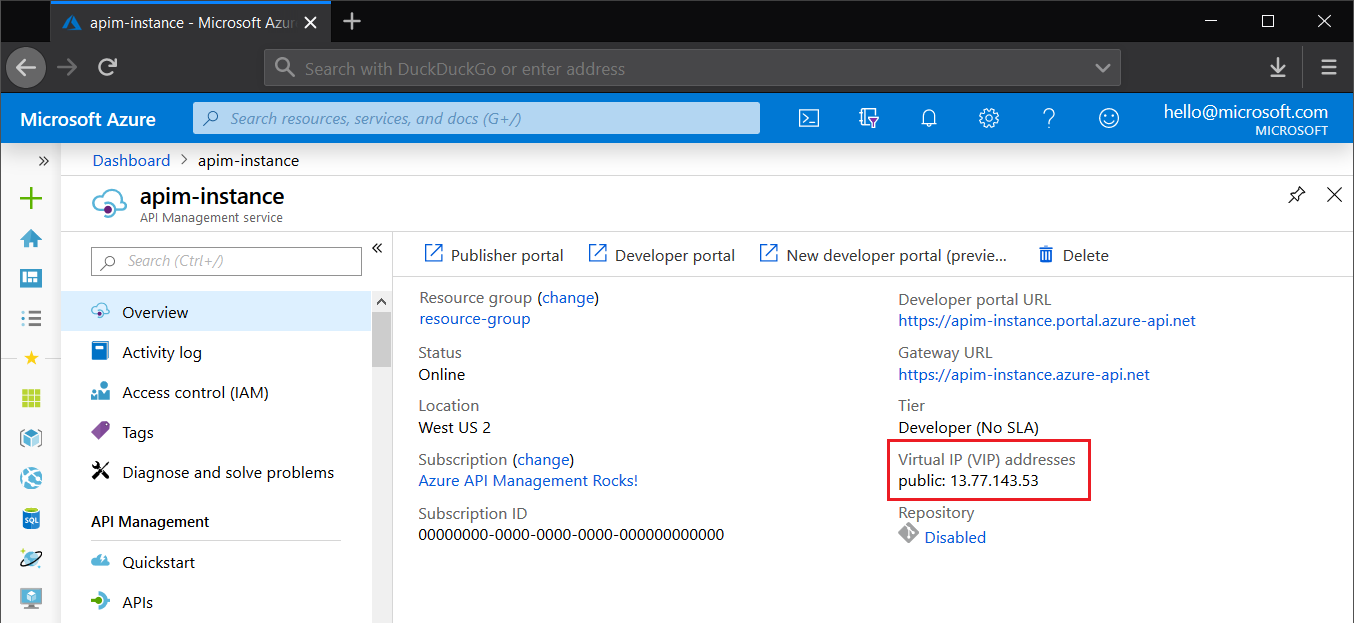 apim-instance - Microsoft Azur
Search with DuckDuckGo or enter address
Microsoft Azure
Search resources, services, and docs (G+/)
hello@microsoft.com
MICROSOFT
Dashboard > apim-instance
apim-instance
API Management service
Search (Ctrl+/)
Overview
Activity log
Access control (IAM)
Tags
Diagnose and solve problems
API Management
Quickstart
APIs
SQL
Publisher portal
Developer portal
New developer portal (previe...
Delete
Resource group (change)
resource-group
Status
Online
Location
West US 2
Subscription (change)
Azure API Management Rocks!
Subscription ID
00000000-0000-0000-0000-000000000000
Developer portal URL
https://apim-instance.portal.azure-api.net
Gateway URL
https://apim-instance.azure-api.net
Tier
Developer (No SLA)
Virtual IP (VIP) addresses
public: 13.77.143.53
Repository
Disabled